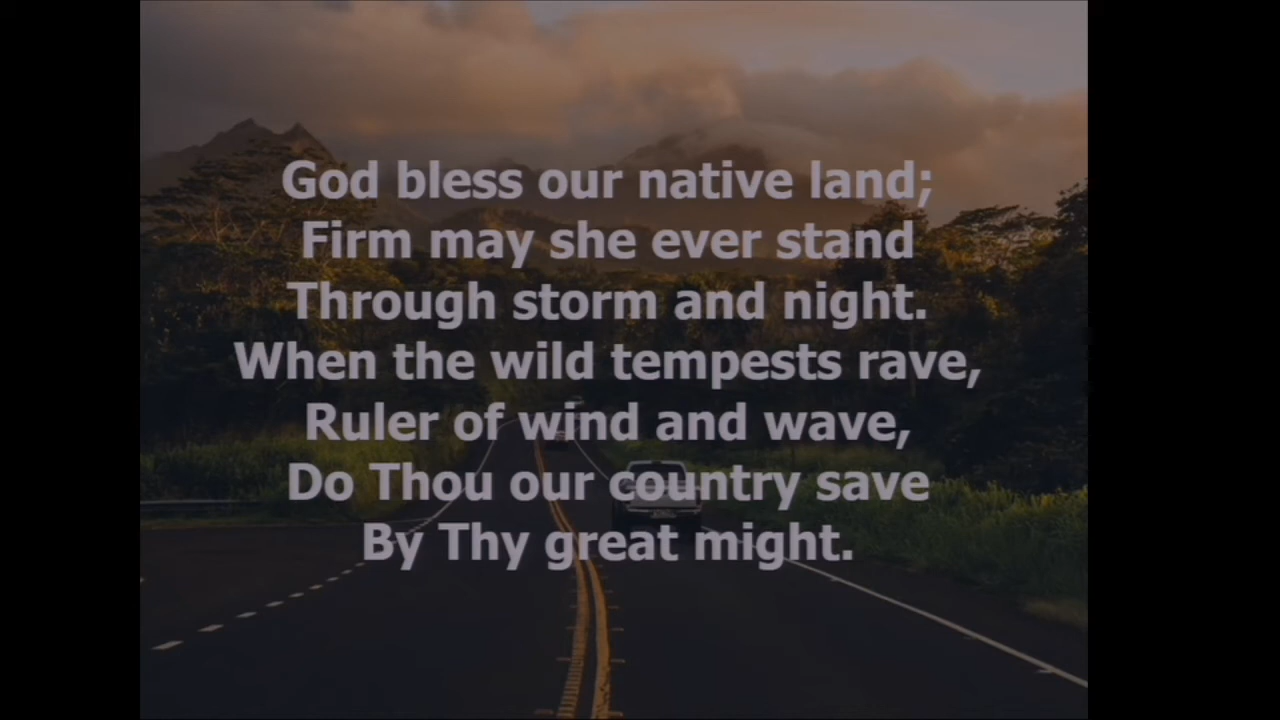 God bless our native land;
Firm may she ever stand
Through storm and night.
When the wild tempests rave,
Ruler of wind and wave,
Do Thou our country save
By Thy great might.